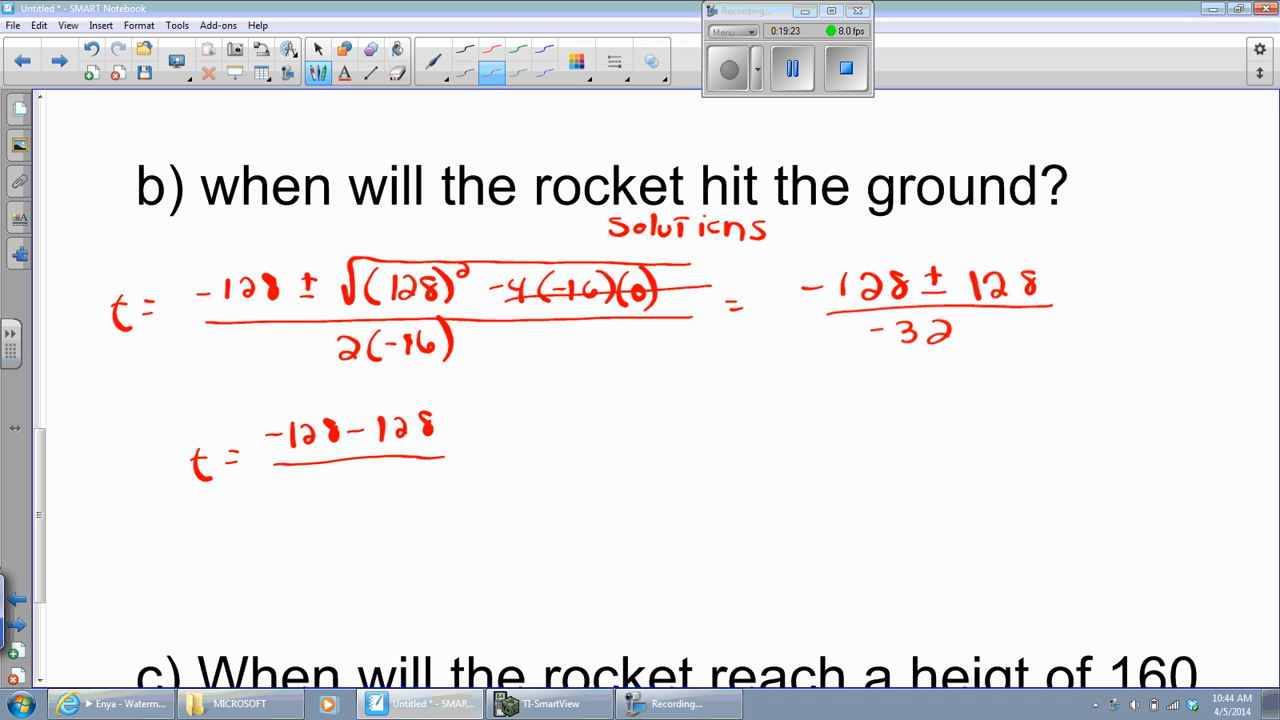 Untitled * - SMART Notebook
File Edit View Insert Format Tools Add-ons Help
Recording...
Menu 0:19:23 8.0 fps
b) when will the rocket hit the ground?
solutions
t = -128 ± √(128)² -4(-16)(0) = -128 ± 128
2(-16) -32
t = -128 - 128
c) When will the rocket reach a heigt of 160
Enya - Waterm... MICROSOFT Untitled * - SMAR... TI-SmartView Recording...
10:44 AM
4/5/2014